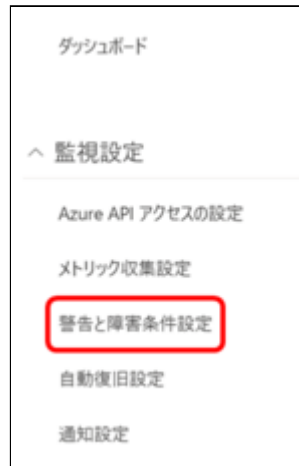 ダッシュボード
監視設定
Azure API アクセスの設定
メトリック収集設定
警告と障害条件設定
自動復旧設定
通知設定